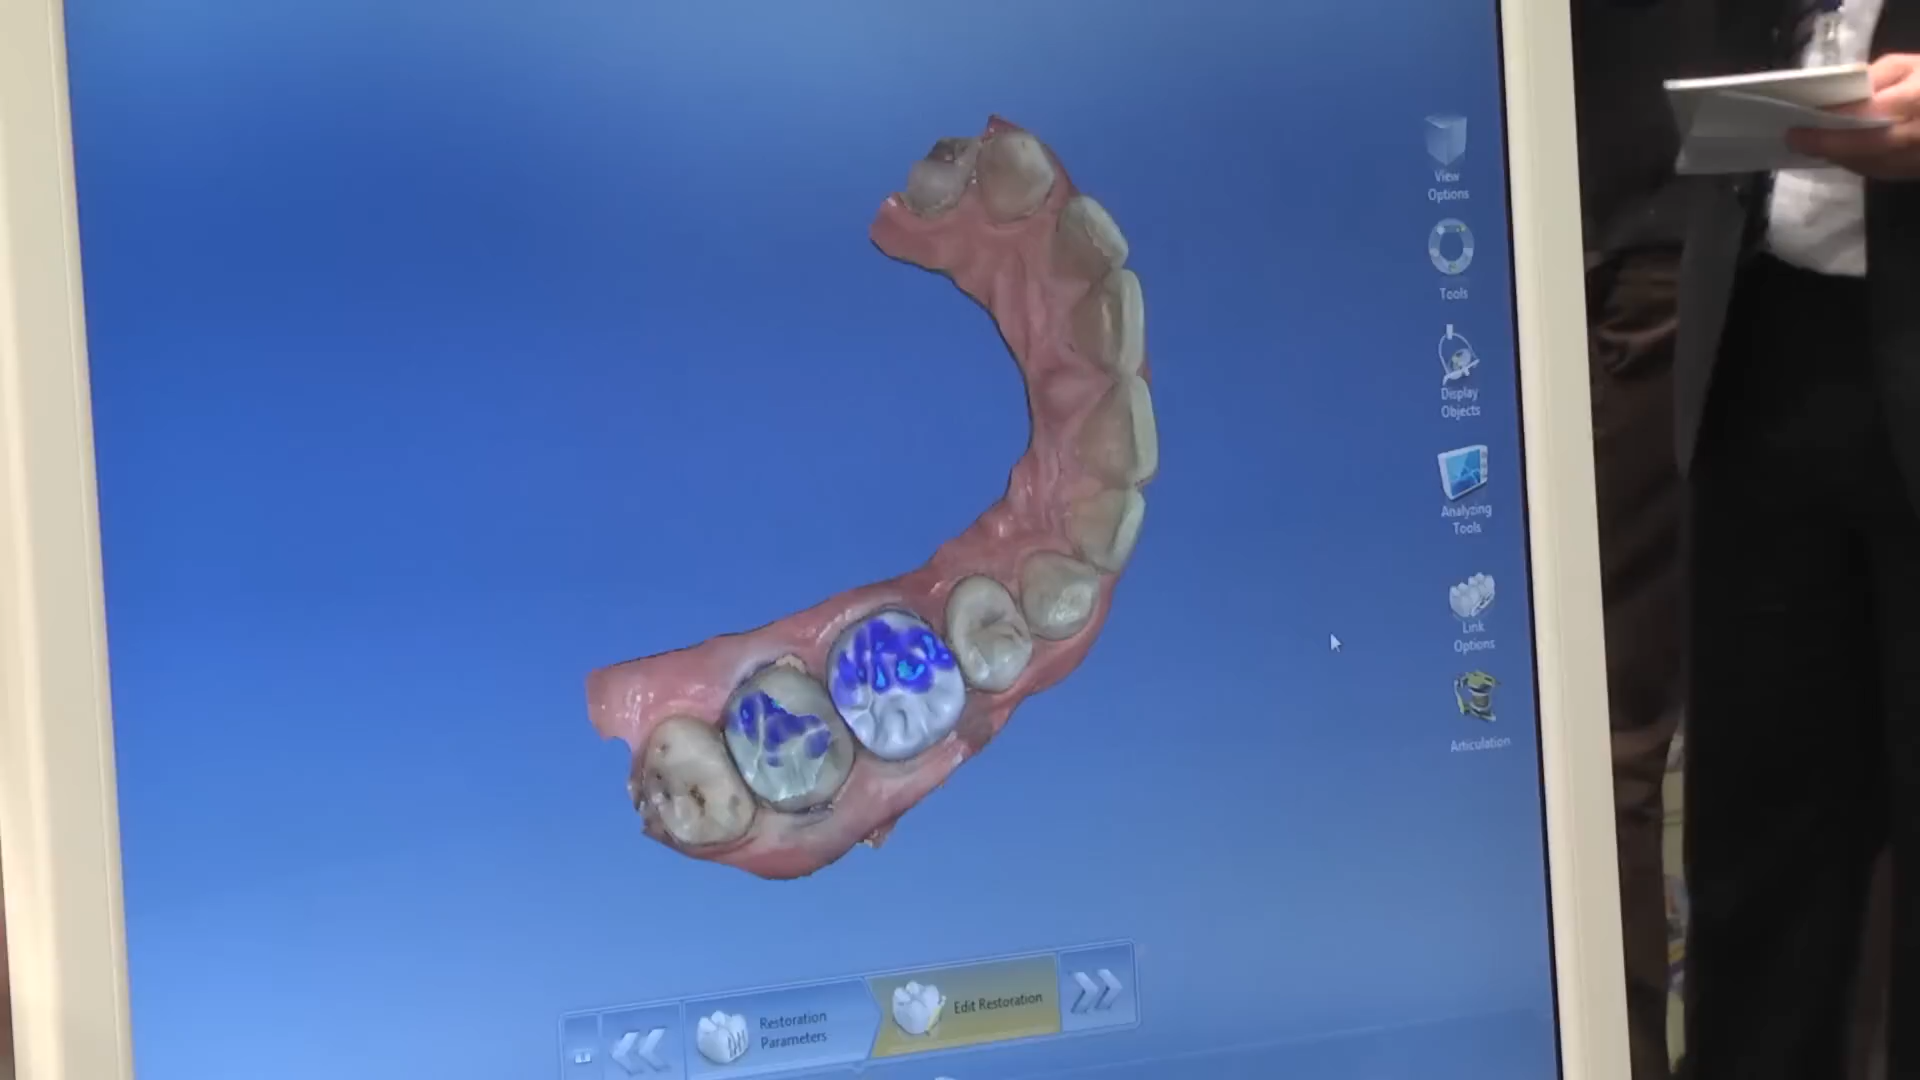 View
Options
Tools
Display
Objects
Analyzing
Tools
Link
Options
Articulation
Restoration
Parameters
Edit Restoration